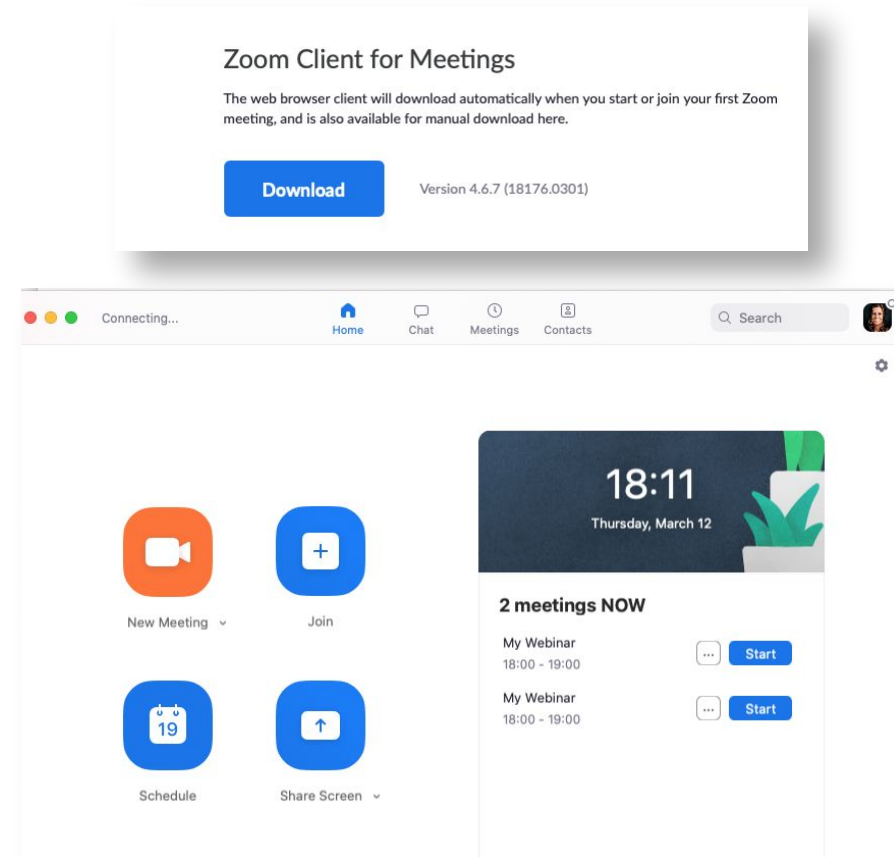 Zoom Client for Meetings
The web browser client will download automatically when you start or join your first Zoom
meeting, and is also available for manual download here.
Download
Version 4.6.7 (18176.0301)
Connecting...
Home
Chat
Meetings
Contacts
Search
18:11
Thursday, March 12
New Meeting
Join
19
Schedule
Share Screen
2 meetings NOW
My Webinar
18:00 - 19:00
Start
My Webinar
18:00 - 19:00
Start